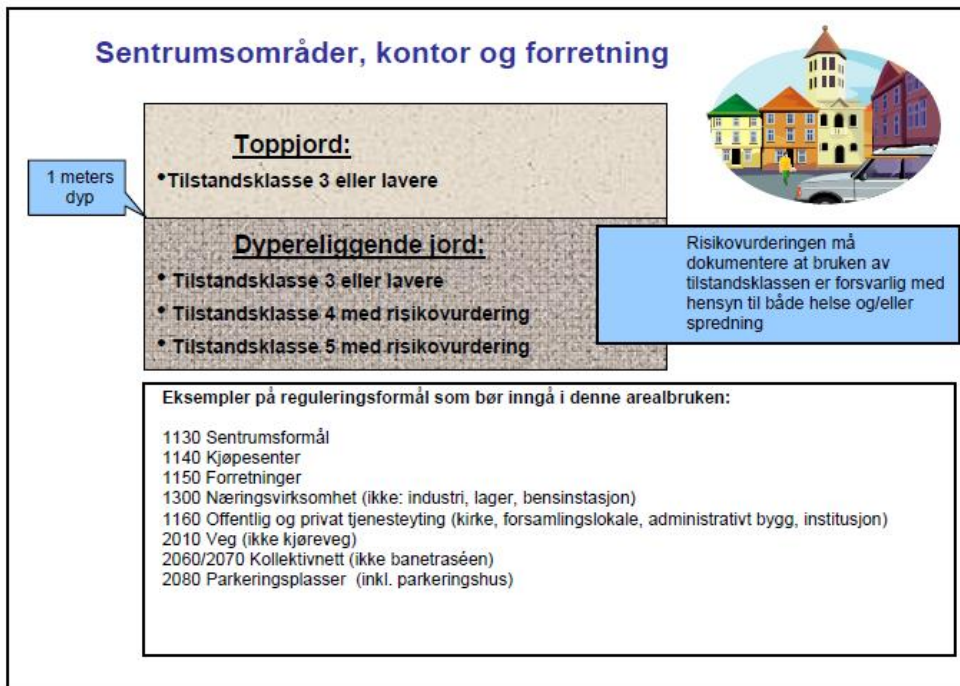 Sentrumsområder, kontor og forretning
Toppjord:
•Tilstandsklasse 3 eller lavere
1 meters
dyp
Dypereliggende jord:
• Tilstandsklasse 3 eller lavere
• Tilstandsklasse 4 med risikovurdering
• Tilstandsklasse 5 med risikovurdering
Risikovurderingen må
dokumentere at bruken av
tilstandsklassen er forsvarlig med
hensyn til både helse og/eller
spredning
Eksempler på reguleringsformål som bør inngå i denne arealbruken:
1130 Sentrumsformål
1140 Kjøpesenter
1150 Forretninger
1300 Næringsvirksomhet (ikke: industri, lager, bensinstasjon)
1160 Offentlig og privat tjenesteyting (kirke, forsamlingslokale, administrativt bygg, institusjon)
2010 Veg (ikke kjøreveg)
2060/2070 Kollektivnett (ikke banetraséen)
2080 Parkeringsplasser (inkl. parkeringshus)